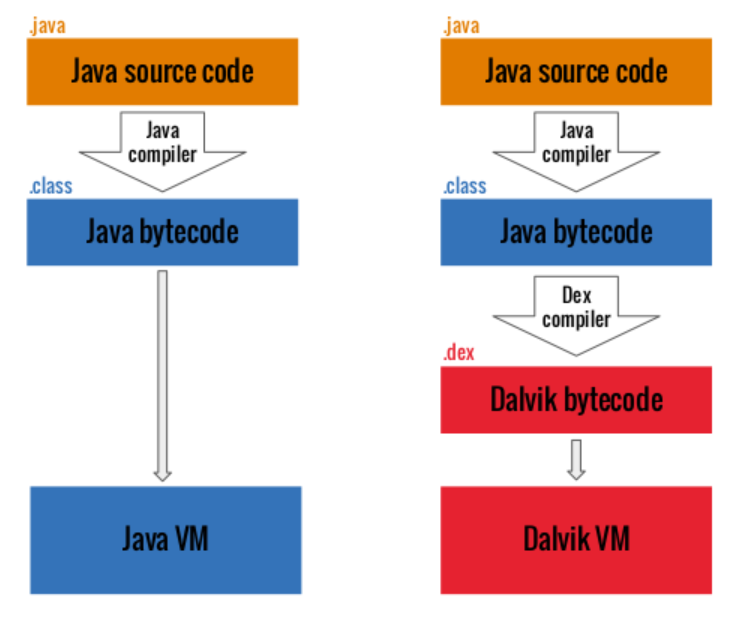 .java
Java source code
Java
compiler
.class
Java bytecode
Java VM
.java
Java source code
Java
compiler
.class
Java bytecode
Dex
compiler
.dex
Dalvik bytecode
Dalvik VM